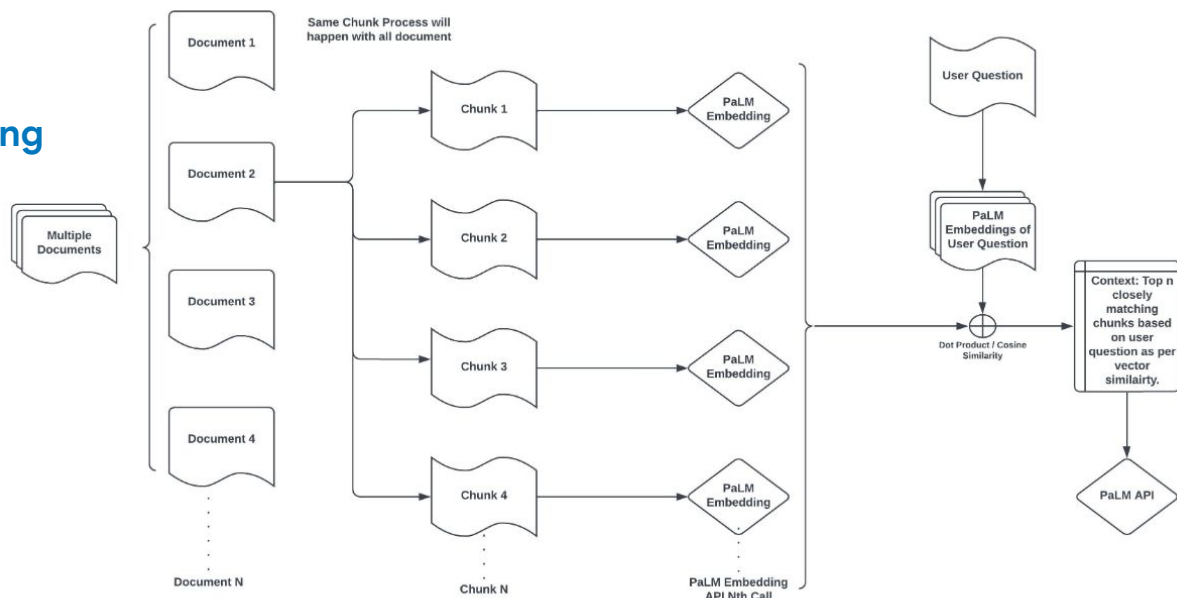 ng
Multiple
Documents
Document 1
Document 2
Document 3
Document 4
Document N
Same Chunk Process will
happen with all document
Chunk 1
Chunk 2
Chunk 3
Chunk 4
Chunk N
PaLM
Embedding
PaLM
Embedding
PaLM
Embedding
PaLM
Embedding
PaLM Embedding
API Nth Call
User Question
PaLM
Embeddings of
User Question
Dot Product / Cosine
Similarity
Context: Top n
closely
matching
chunks based
on user
question as per
vector
similairty.
PaLM API